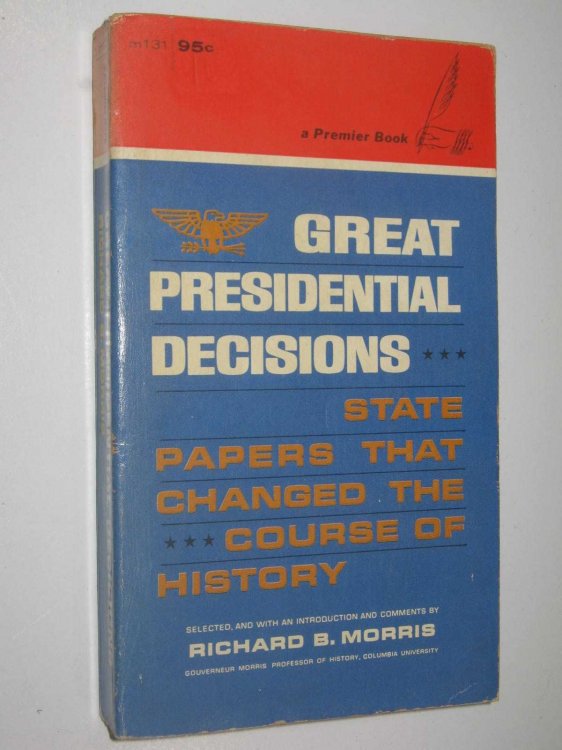 m131 95c
a Premier Book
GREAT
PRESIDENTIAL
DECISIONS
STATE
PAPERS THAT
CHANGED THE
COURSE OF
HISTORY
SELECTED, AND WITH AN INTRODUCTION AND COMMENTS BY
RICHARD B. MORRIS
GOUVERNEUR MORRIS PROFESSOR OF HISTORY, COLUMBIA UNIVERSITY